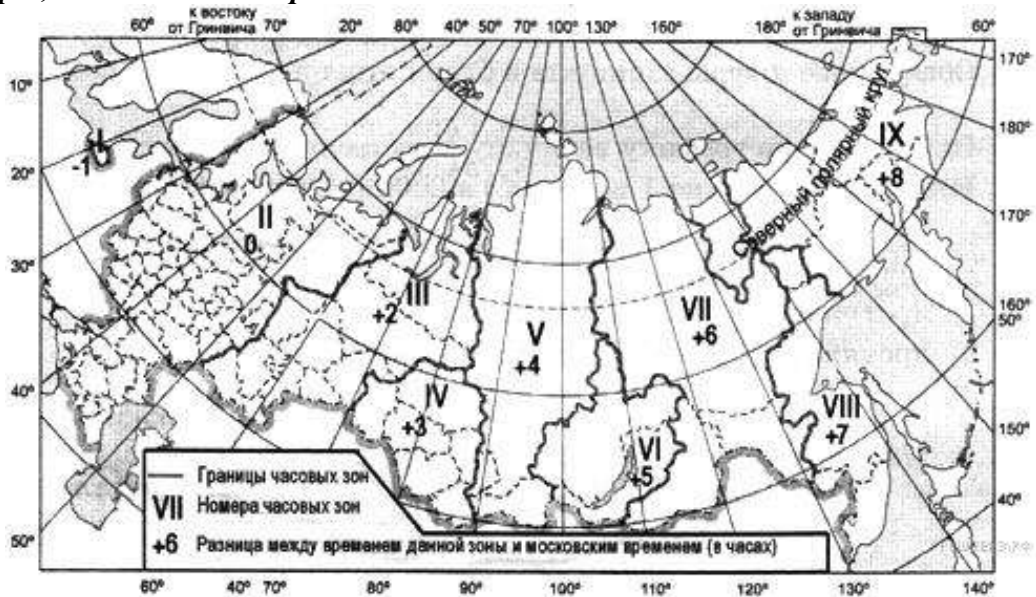 к востоку
от Гринвича
к западу
от Гринвича
60° 70° 20° 80° 40° 50° 70° 100° 130° 160° 180° 60°
10°
20°
30°
40°
50°
170°
180°
170°
160°
50°
150°
40°
Северный полярный круг
I
-1
II
0
III
+2
IV
+3
V
+4
VI
+5
VII
+6
VIII
+7
IX
+8
Границы часовых зон
VII Номера часовых зон
+6 Разница между временем данной зоны и московским временем (в часах)
60° 40° 70° 80° 90° 100° 110° 120° 130° 140°